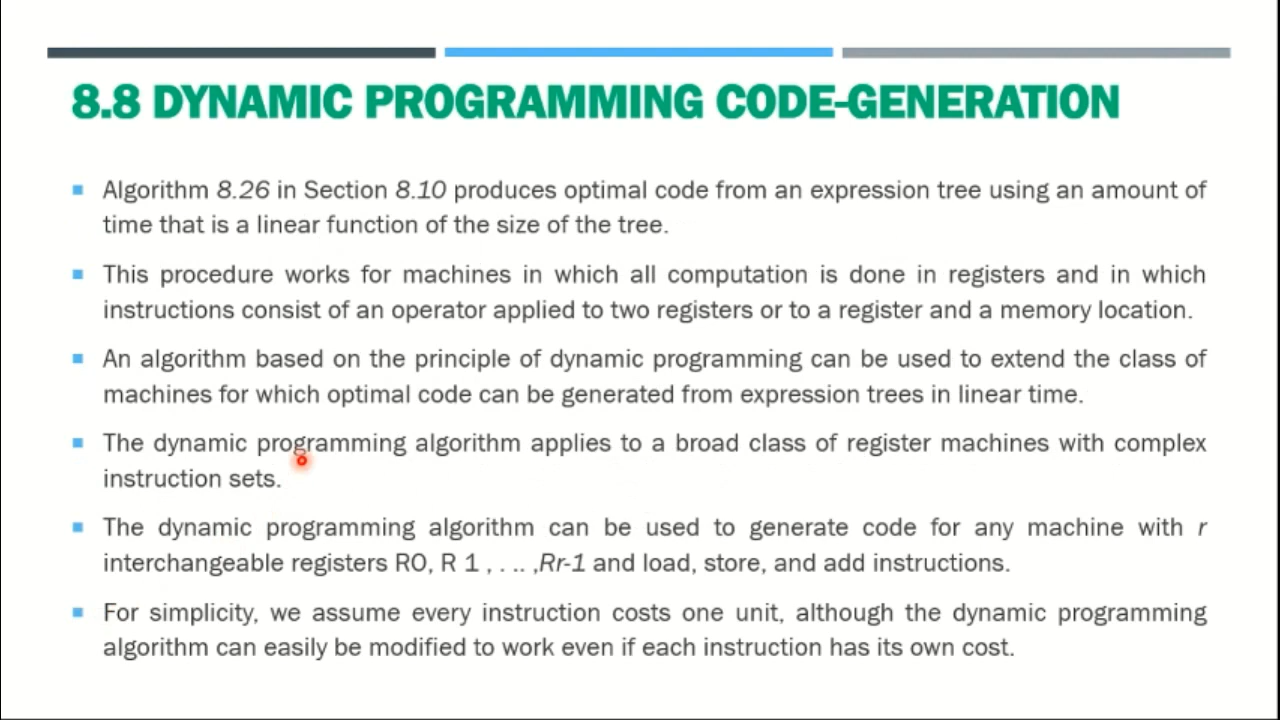 8.8 DYNAMIC PROGRAMMING CODE-GENERATION
Algorithm 8.26 in Section 8.10 produces optimal code from an expression tree using an amount of
time that is a linear function of the size of the tree.
This procedure works for machines in which all computation is done in registers and in which
instructions consist of an operator applied to two registers or to a register and a memory location.
An algorithm based on the principle of dynamic programming can be used to extend the class of
machines for which optimal code can be generated from expression trees in linear time.
The dynamic programming algorithm applies to a broad class of register machines with complex
instruction sets.
The dynamic programming algorithm can be used to generate code for any machine with r
interchangeable registers RO, R 1 , . .. ,Rr-1 and load, store, and add instructions.
For simplicity, we assume every instruction costs one unit, although the dynamic programming
algorithm can easily be modified to work even if each instruction has its own cost.